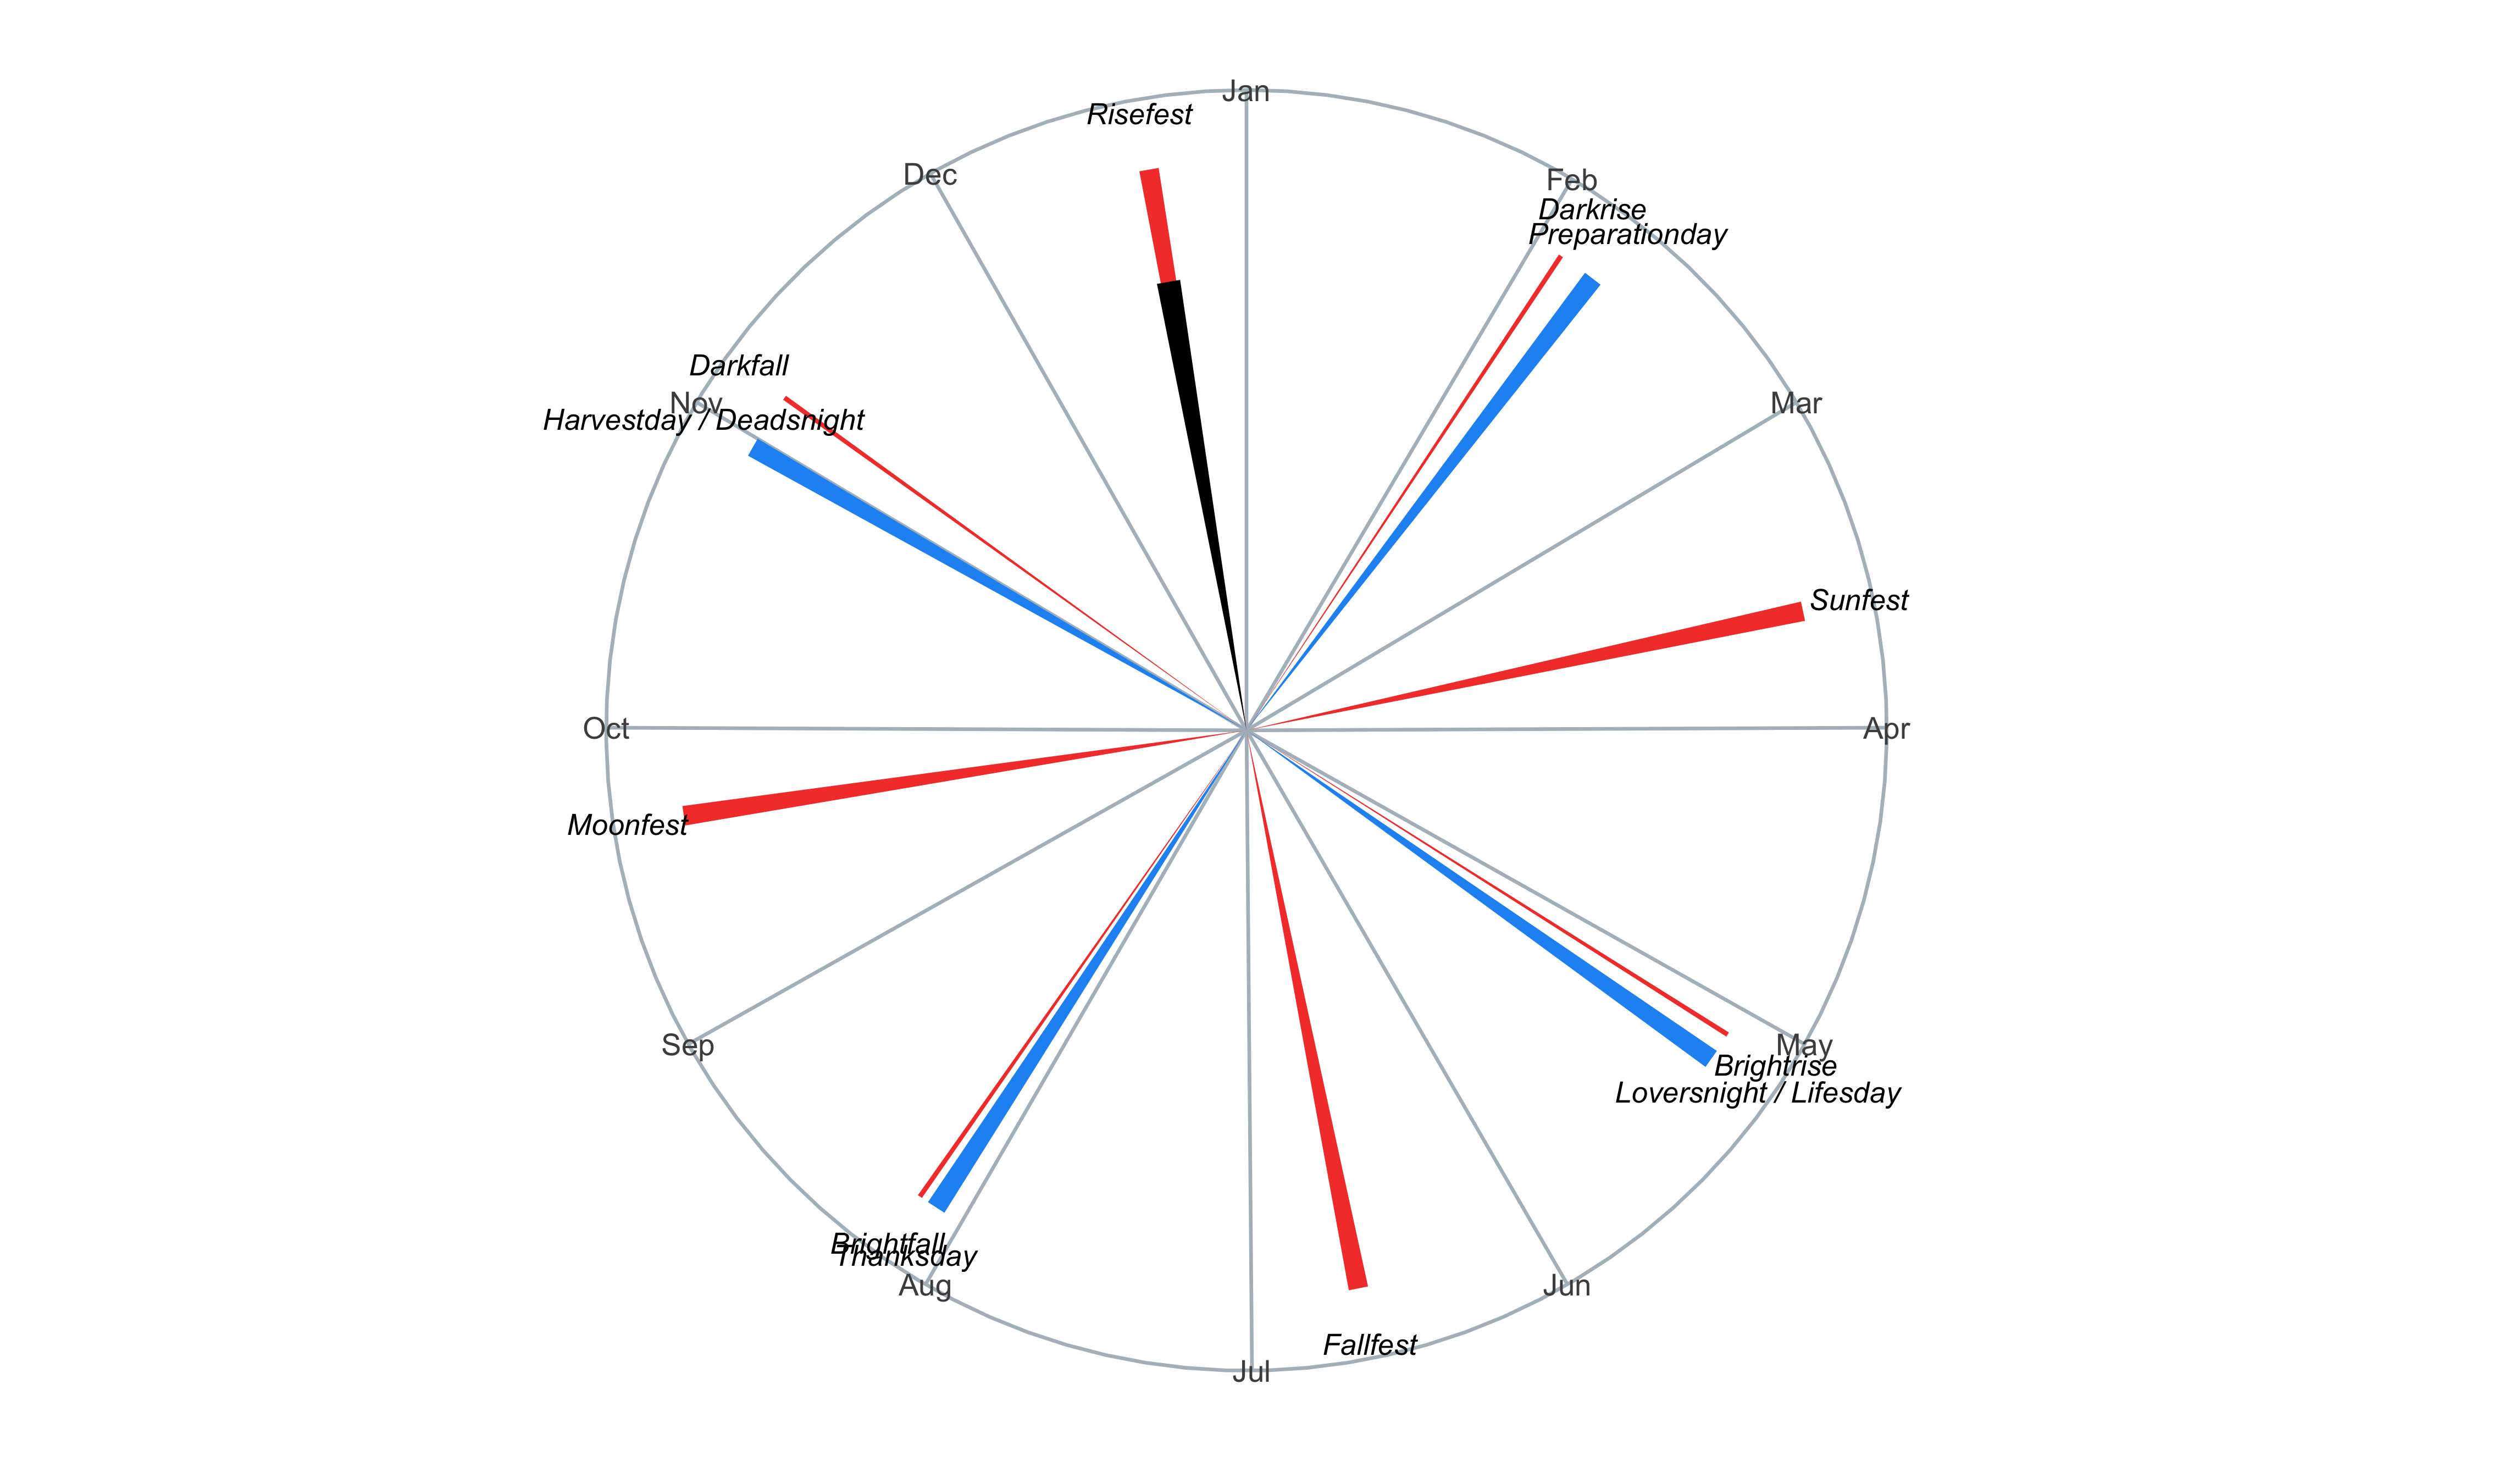 Jan
Risefest
Dec
Feb
Darkrise
Preparationday
Darkfall
Nov
Mar
Harvestday / Deadsnight
Sunfest
Oct
Apr
Moonfest
Sep
May
Brightrise
Loversnight / Lifesday
Brightfall
Thanksday
Aug
Jun
Fallfest
Jul